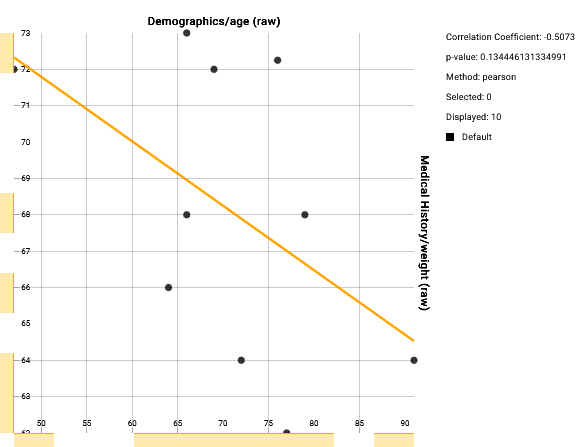 Demographics/age (raw)
Correlation Coefficient: -0.5073
p-value: 0.134446131334991
Method: pearson
Selected: 0
Displayed: 10
Default
Medical History/weight (raw)
73
72
71
70
69
68
67
66
65
64
63
62
50 55 60 65 70 75 80 85 90